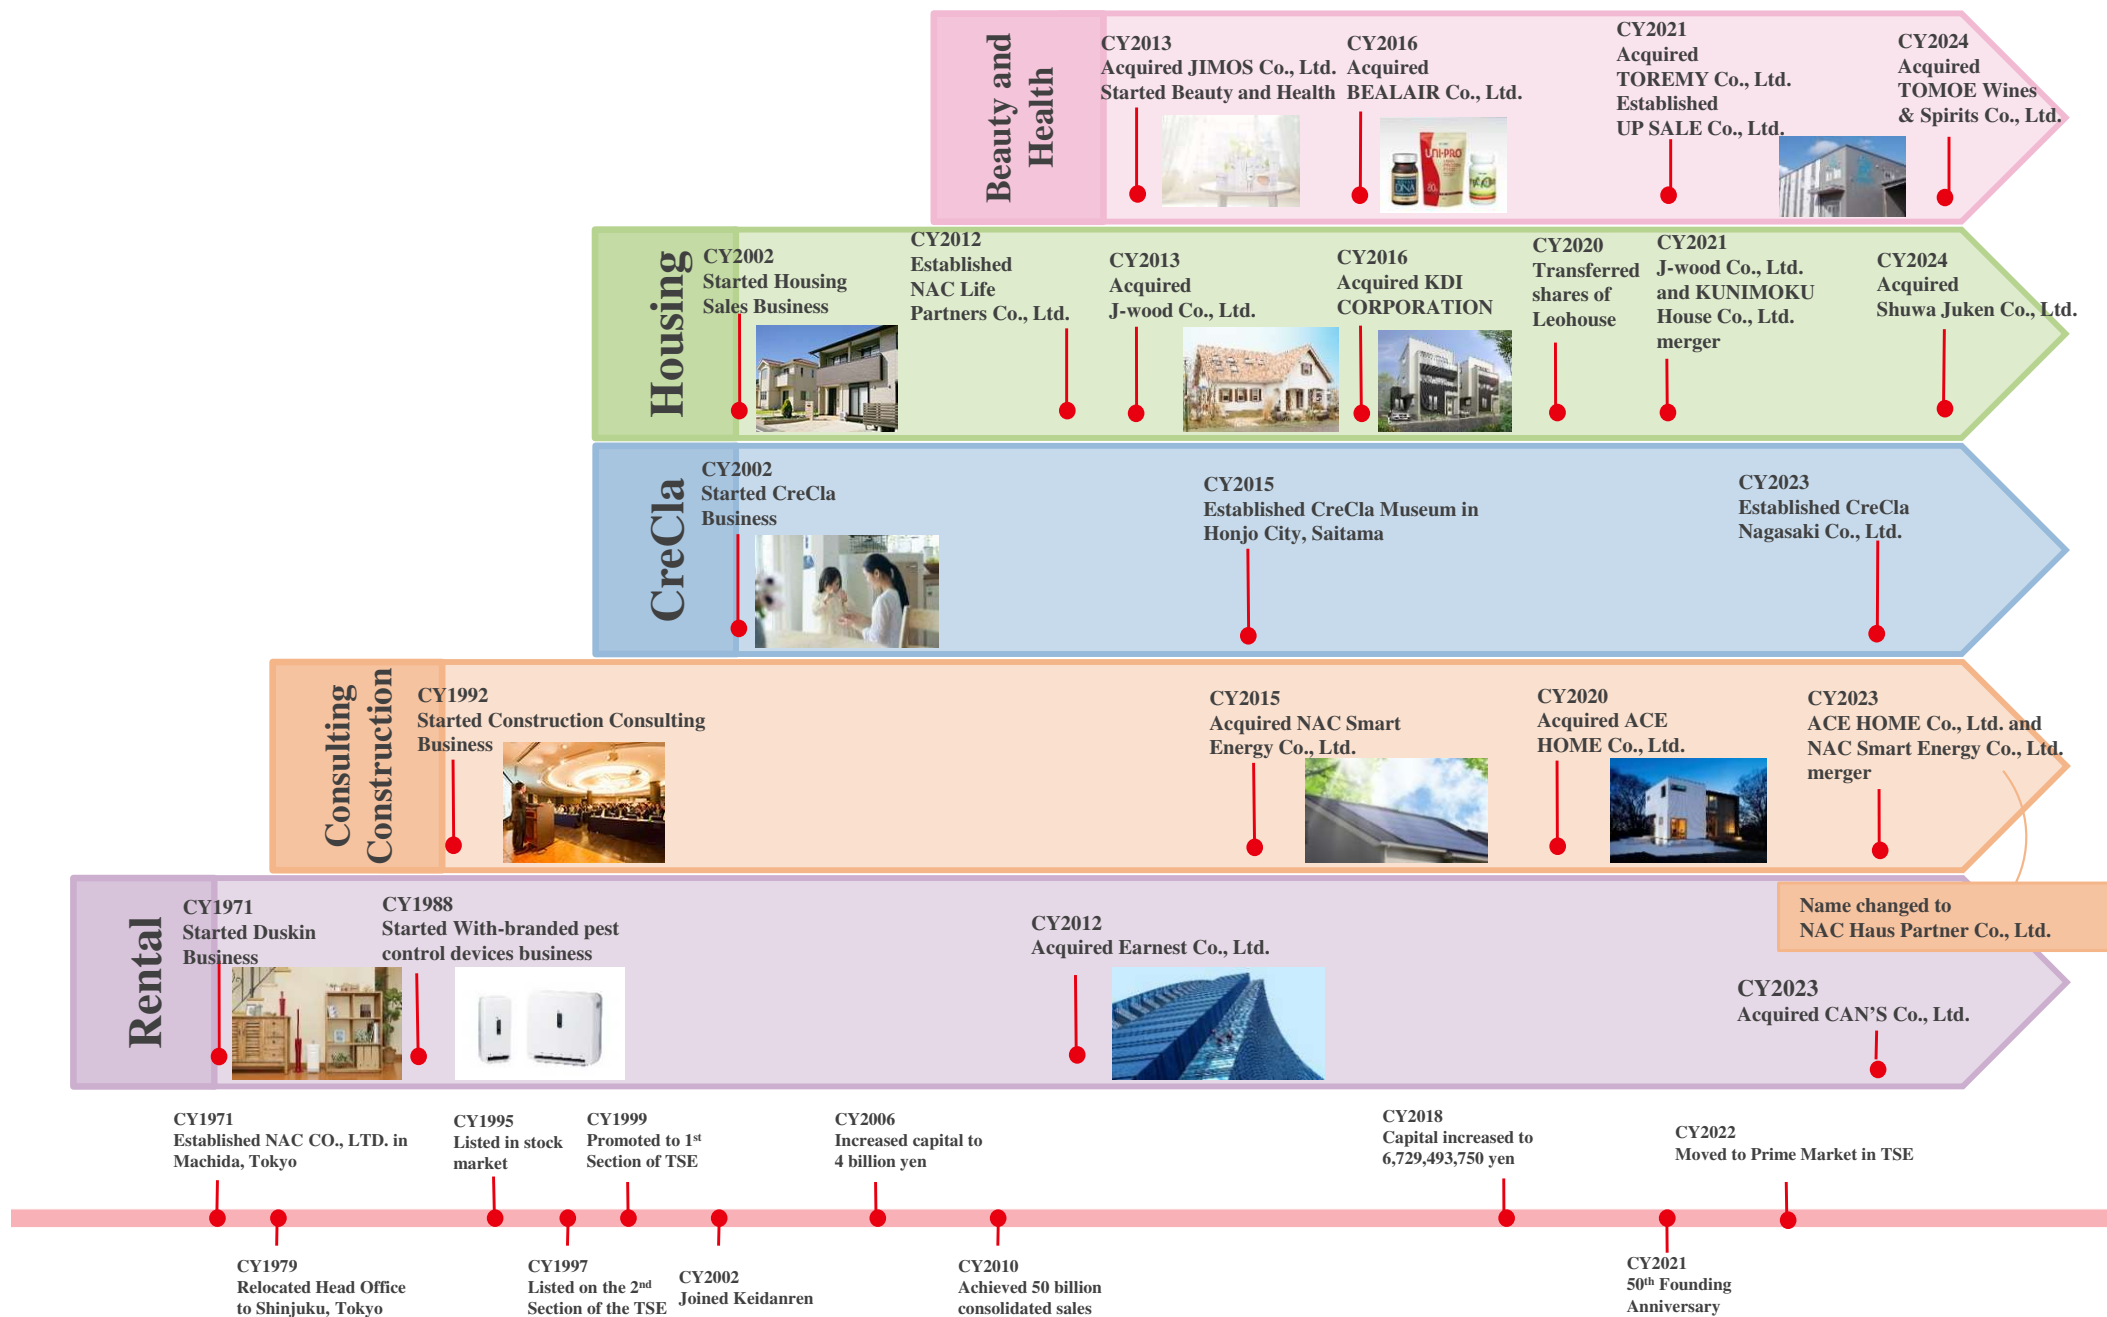 Beauty and
Health
CY2013
Acquired JIMOS Co., Ltd.
Started Beauty and Health
CY2016
Acquired
BEALAIR Co., Ltd.
UNI-PRO
DNA
CY2021
Acquired
TOREMY Co., Ltd.
Established
UP SALE Co., Ltd.
CY2024
Acquired
TOMOE Wines
& Spirits Co., Ltd.
Housing
CY2002
Started Housing
Sales Business
CY2012
Established
NAC Life
Partners Co., Ltd.
CY2013
Acquired
J-wood Co., Ltd.
CY2016
Acquired KDI
CORPORATION
CY2020
Transferred
shares of
Leohouse
CY2021
J-wood Co., Ltd.
and KUNIMOKU
House Co., Ltd.
merger
CY2024
Acquired
Shuwa Juken Co., Ltd.
CreCla
CY2002
Started CreCla
Business
CY2015
Established CreCla Museum in
Honjo City, Saitama
CY2023
Established CreCla
Nagasaki Co., Ltd.
Consulting
Construction
CY1992
Started Construction Consulting
Business
CY2015
Acquired NAC Smart
Energy Co., Ltd.
CY2020
Acquired ACE
HOME Co., Ltd.
CY2023
ACE HOME Co., Ltd. and
NAC Smart Energy Co., Ltd.
merger
Name changed to
NAC Haus Partner Co., Ltd.
Rental
CY1971
Started Duskin
Business
CY1988
Started With-branded pest
control devices business
CY2012
Acquired Earnest Co., Ltd.
CY2023
Acquired CAN’S Co., Ltd.
CY1971
Established NAC CO., LTD. in
Machida, Tokyo
CY1995
Listed in stock
market
CY1999
Promoted to 1st
Section of TSE
CY2006
Increased capital to
4 billion yen
CY2018
Capital increased to
6,729,493,750 yen
CY2022
Moved to Prime Market in TSE
CY1979
Relocated Head Office
to Shinjuku, Tokyo
CY1997
Listed on the 2nd
Section of the TSE
CY2002
Joined Keidanren
CY2010
Achieved 50 billion
consolidated sales
CY2021
50th Founding
Anniversary